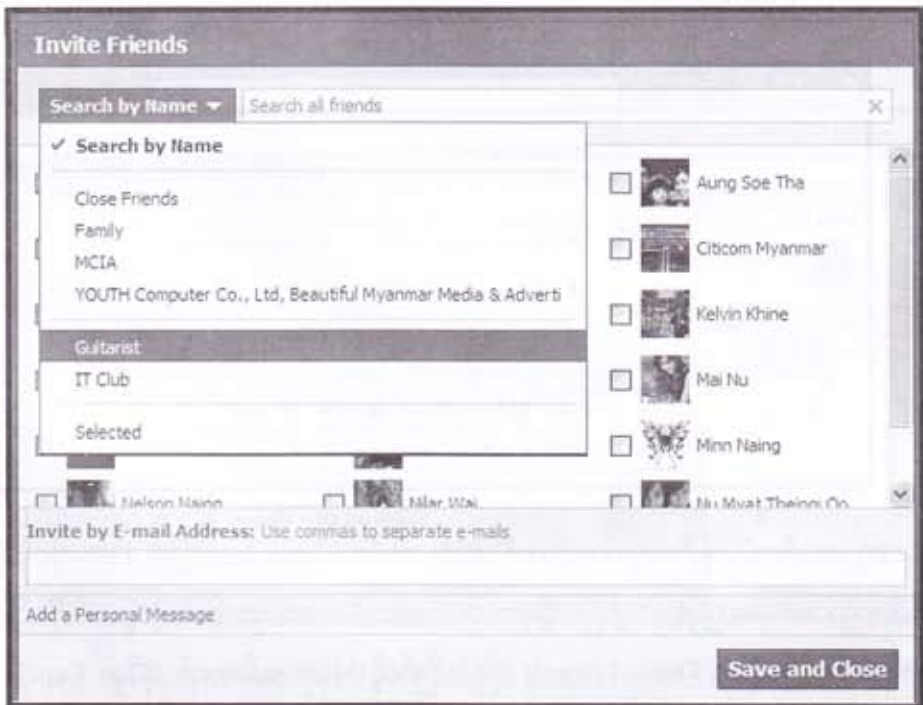 Invite Friends
Search by Name Search all friends
✓ Search by Name
Close Friends
Family
MCIA
YOUTH Computer Co., Ltd, Beautiful Myanmar Media & Adverti
Guitarist
IT Club
Selected
Aung Soe Tha
Citicom Myanmar
Kelvin Khine
Mai Nu
Minn Naing
Nelson Naing Nilar Wai Nu Myat Theingi Oo
Invite by E-mail Address: Use commas to separate e-mails
Add a Personal Message
Save and Close